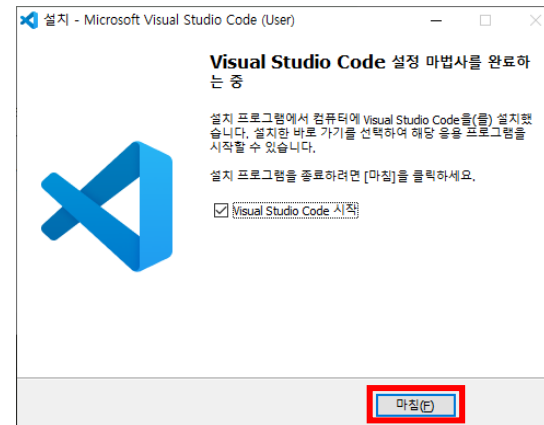 설치 - Microsoft Visual Studio Code (User)
Visual Studio Code 설정 마법사를 완료하
는 중
설치 프로그램에서 컴퓨터에 Visual Studio Code을(를) 설치했
습니다. 설치한 바로 가기를 선택하여 해당 응용 프로그램을
시작할 수 있습니다.
설치 프로그램을 종료하려면 [마침]을 클릭하세요.
Visual Studio Code 시작
마침(F)